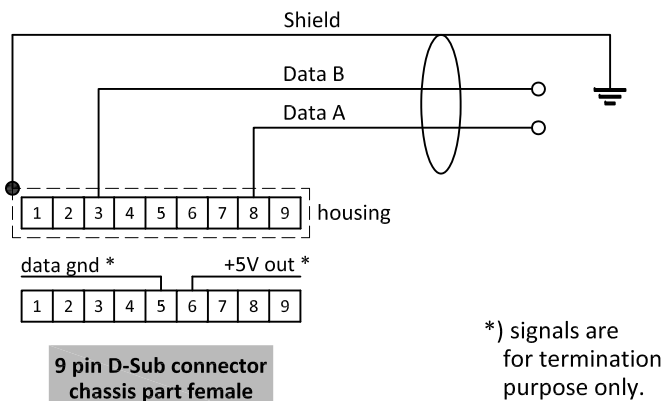 Shield
Data B
Data A
1 2 3 4 5 6 7 8 9 housing
data gnd * +5V out *
1 2 3 4 5 6 7 8 9
*) signals are
for termination
purpose only.
9 pin D-Sub connector
chassis part female